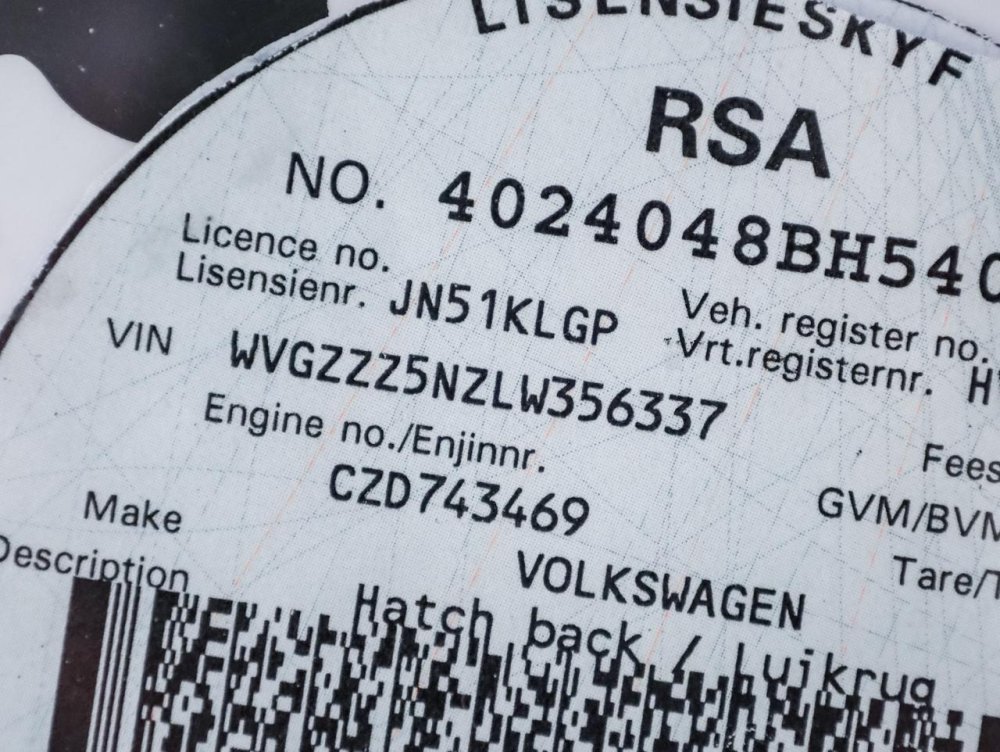 LISENSIESKYF
RSA
NO. 4024048BH540
Licence no.
Lisensienr. JN51KLGP
Veh. register no.
Vrt.registernr. H
VIN WVGZZZ5NZLW356337
Engine no./Enjinnr.
CZD743469
Fees
GVM/BVM
Tare/T
Make VOLKSWAGEN
Description Hatch back / Luikrug